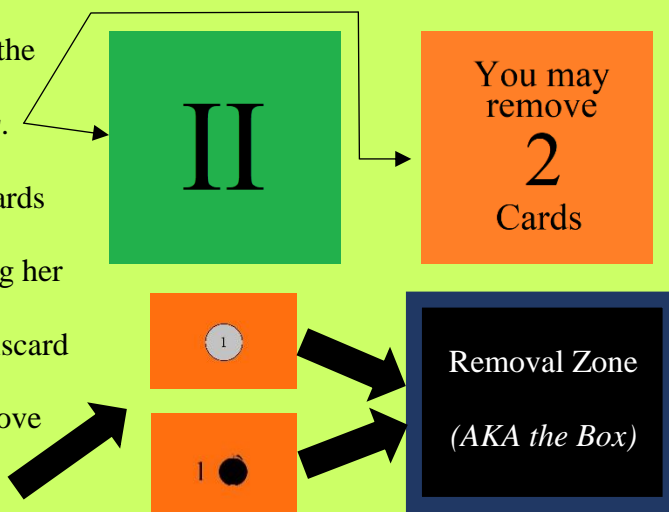 the
II
You may
remove
2
Cards
ards
g her
1
scard
1
Removal Zone
(AKA the Box)
ove